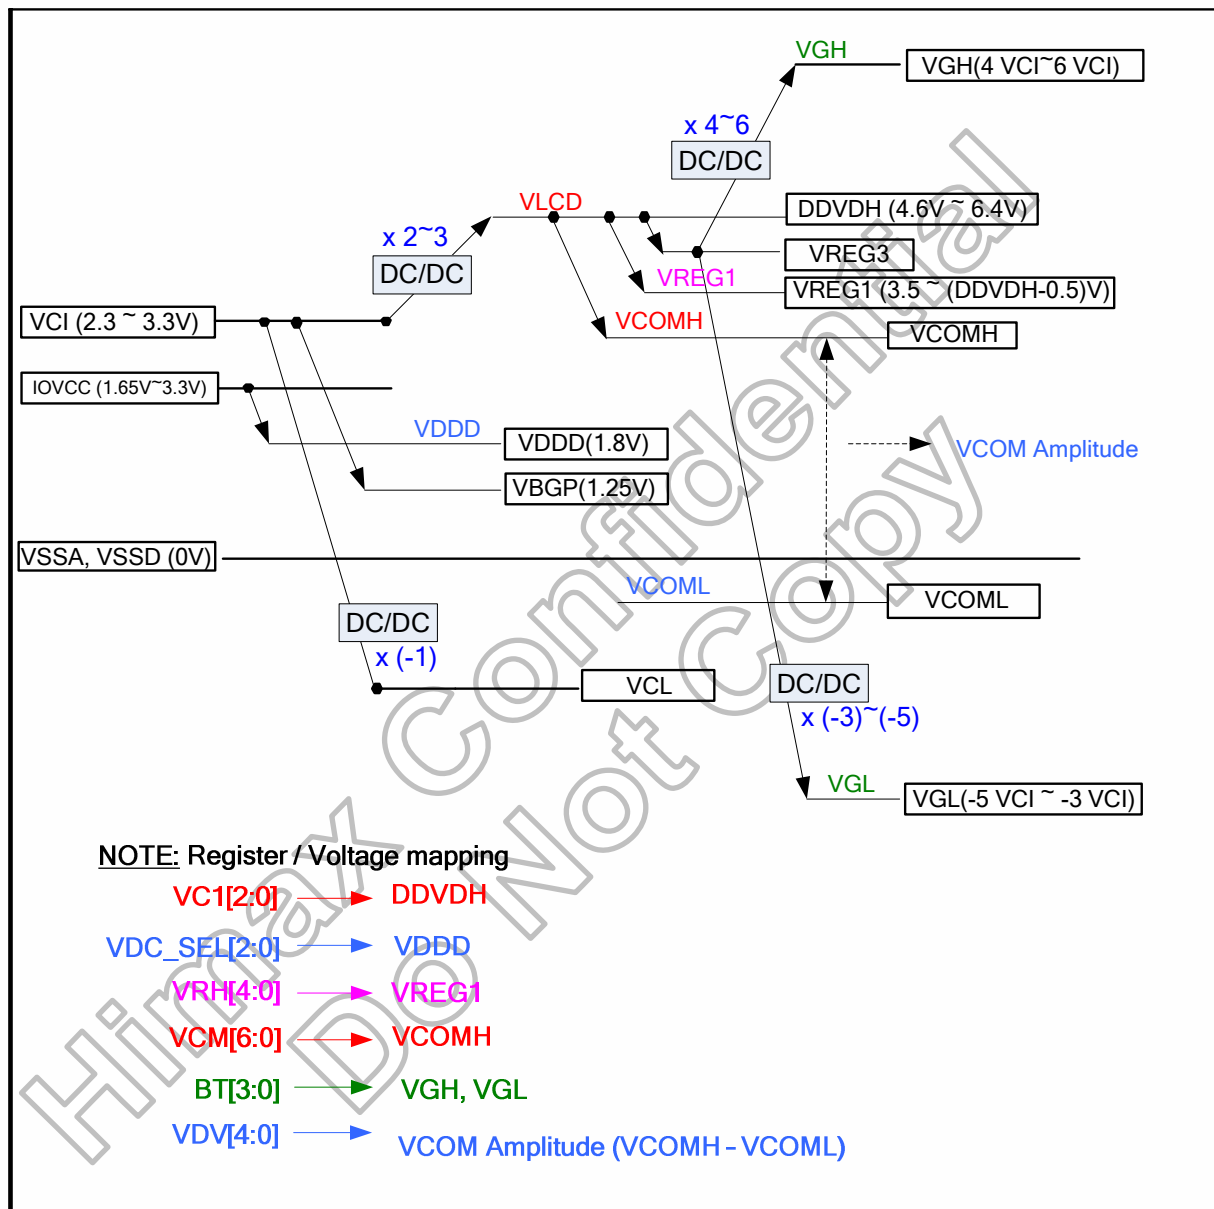 VGH
VGH(4 VCI~6 VCI)
x 4~6
DC/DC
VLCD
DDVDH (4.6V ~ 6.4V)
x 2~3
DC/DC
VREG3
VREG1
VREG1 (3.5 ~ (DDVDH-0.5)V)
VCI (2.3 ~ 3.3V)
VCOMH
VCOMH
IOVCC (1.65V~3.3V)
VDDD
VDDD(1.8V)
VCOM Amplitude
VBGP(1.25V)
VSSA, VSSD (0V)
VCOML
VCOML
DC/DC
x (-1)
VCL
DC/DC
x (-3)~(-5)
VGL
VGL(-5 VCI ~ -3 VCI)
NOTE: Register / Voltage mapping
VC1[2:0] DDVDH
VDC_SEL[2:0] VDDD
VRH[4:0] VREG1
VCM[6:0] VCOMH
BT[3:0] VGH, VGL
VDV[4:0] VCOM Amplitude (VCOMH - VCOML)
Himax Confidential
Do Not Copy